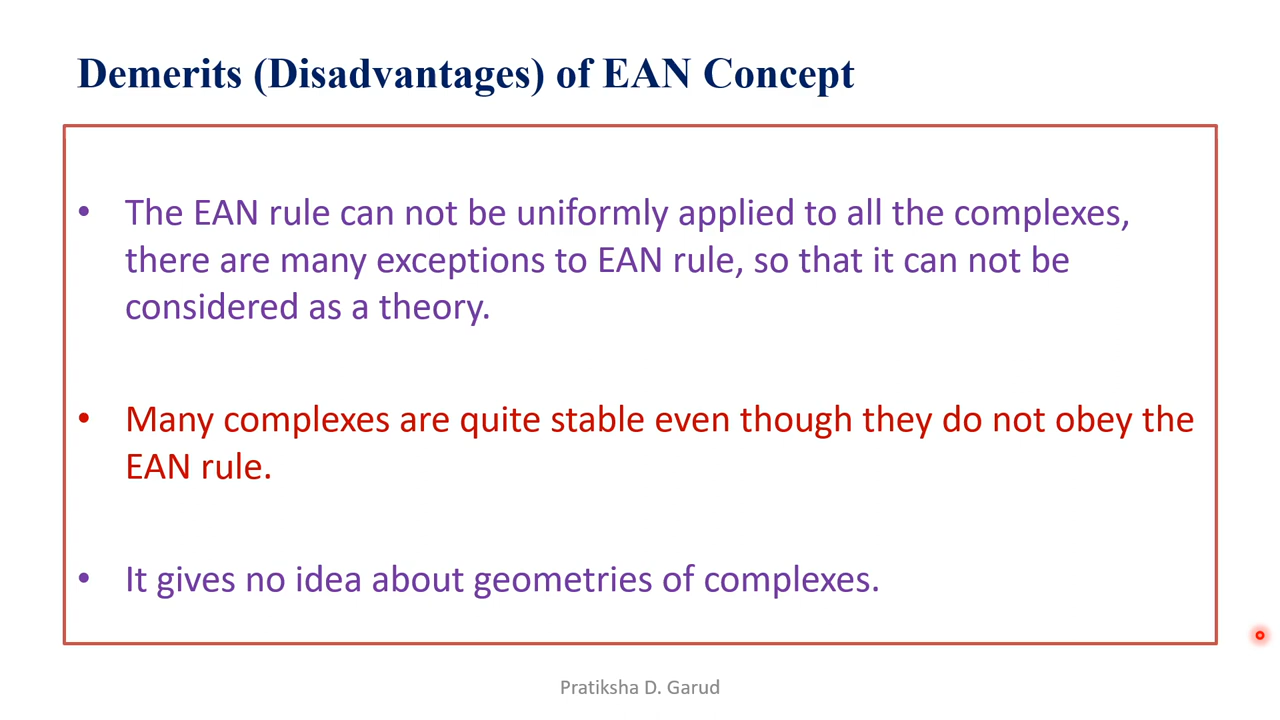 Demerits (Disadvantages) of EAN Concept
• The EAN rule can not be uniformly applied to all the complexes,
there are many exceptions to EAN rule, so that it can not be
considered as a theory.
• Many complexes are quite stable even though they do not obey the
EAN rule.
• It gives no idea about geometries of complexes.
Pratiksha D. Garud